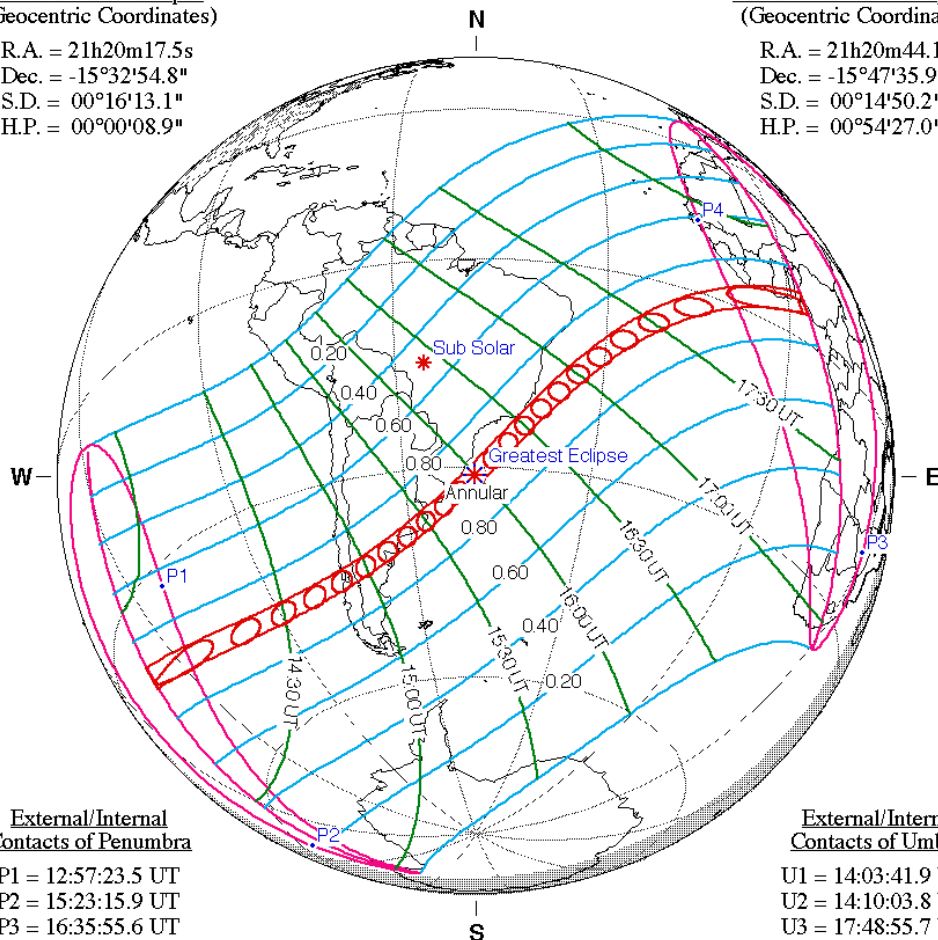 Geocentric Coordinates)
R.A. = 21h20m17.5s
Dec. = -15°32'54.8"
S.D. = 00°16'13.1"
H.P. = 00°00'08.9"
N
(Geocentric Coordina
R.A. = 21h20m44.1
Dec. = -15°47'35.9
S.D. = 00°14'50.2"
H.P. = 00°54'27.0'
P4
Sub Solar
0.20
0.40
0.60
0.80
17:30 UT
W
Greatest Eclipse
E
Annular
17:00 UT
0.80
16:30 UT
P3
P1
0.60
16:00 UT
0.40
15:30 UT
14:30 UT
15:00 UT
0.20
External/Internal
Contacts of Penumbra
P1 = 12:57:23.5 UT
P2 = 15:23:15.9 UT
P3 = 16:35:55.6 UT
P2
S
External/Intern
Contacts of Umb
U1 = 14:03:41.9
U2 = 14:10:03.8
U3 = 17:48:55.7